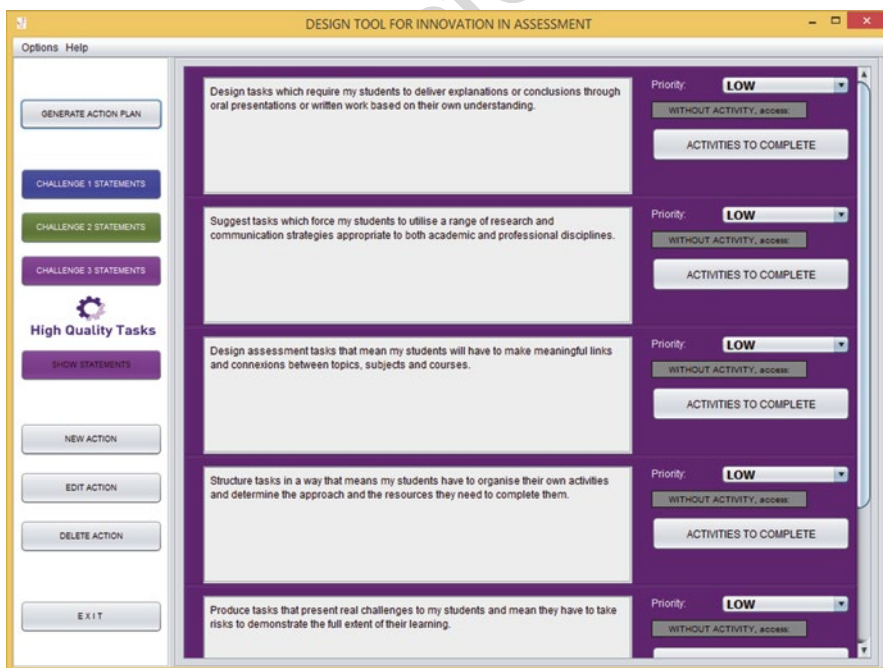 DESIGN TOOL FOR INNOVATION IN ASSESSMENT
Options Help
GENERATE ACTION PLAN
CHALLENGE 1 STATEMENTS
CHALLENGE 2 STATEMENTS
CHALLENGE 3 STATEMENTS
High Quality Tasks
SHOW STATEMENTS
NEW ACTION
EDIT ACTION
DELETE ACTION
EXIT
Design tasks which require my students to deliver explanations or conclusions through
oral presentations or written work based on their own understanding.
Priority: LOW
WITHOUT ACTIVITY, access:
ACTIVITIES TO COMPLETE
Suggest tasks which force my students to utilise a range of research and
communication strategies appropriate to both academic and professional disciplines.
Priority: LOW
WITHOUT ACTIVITY, access:
ACTIVITIES TO COMPLETE
Design assessment tasks that mean my students will have to make meaningful links
and connexions between topics, subjects and courses.
Priority: LOW
WITHOUT ACTIVITY, access:
ACTIVITIES TO COMPLETE
Structure tasks in a way that means my students have to organise their own activities
and determine the approach and the resources they need to complete them.
Priority: LOW
WITHOUT ACTIVITY, access:
ACTIVITIES TO COMPLETE
Produce tasks that present real challenges to my students and mean they have to take
risks to demonstrate the full extent of their learning.
Priority: LOW
WITHOUT ACTIVITY, access: